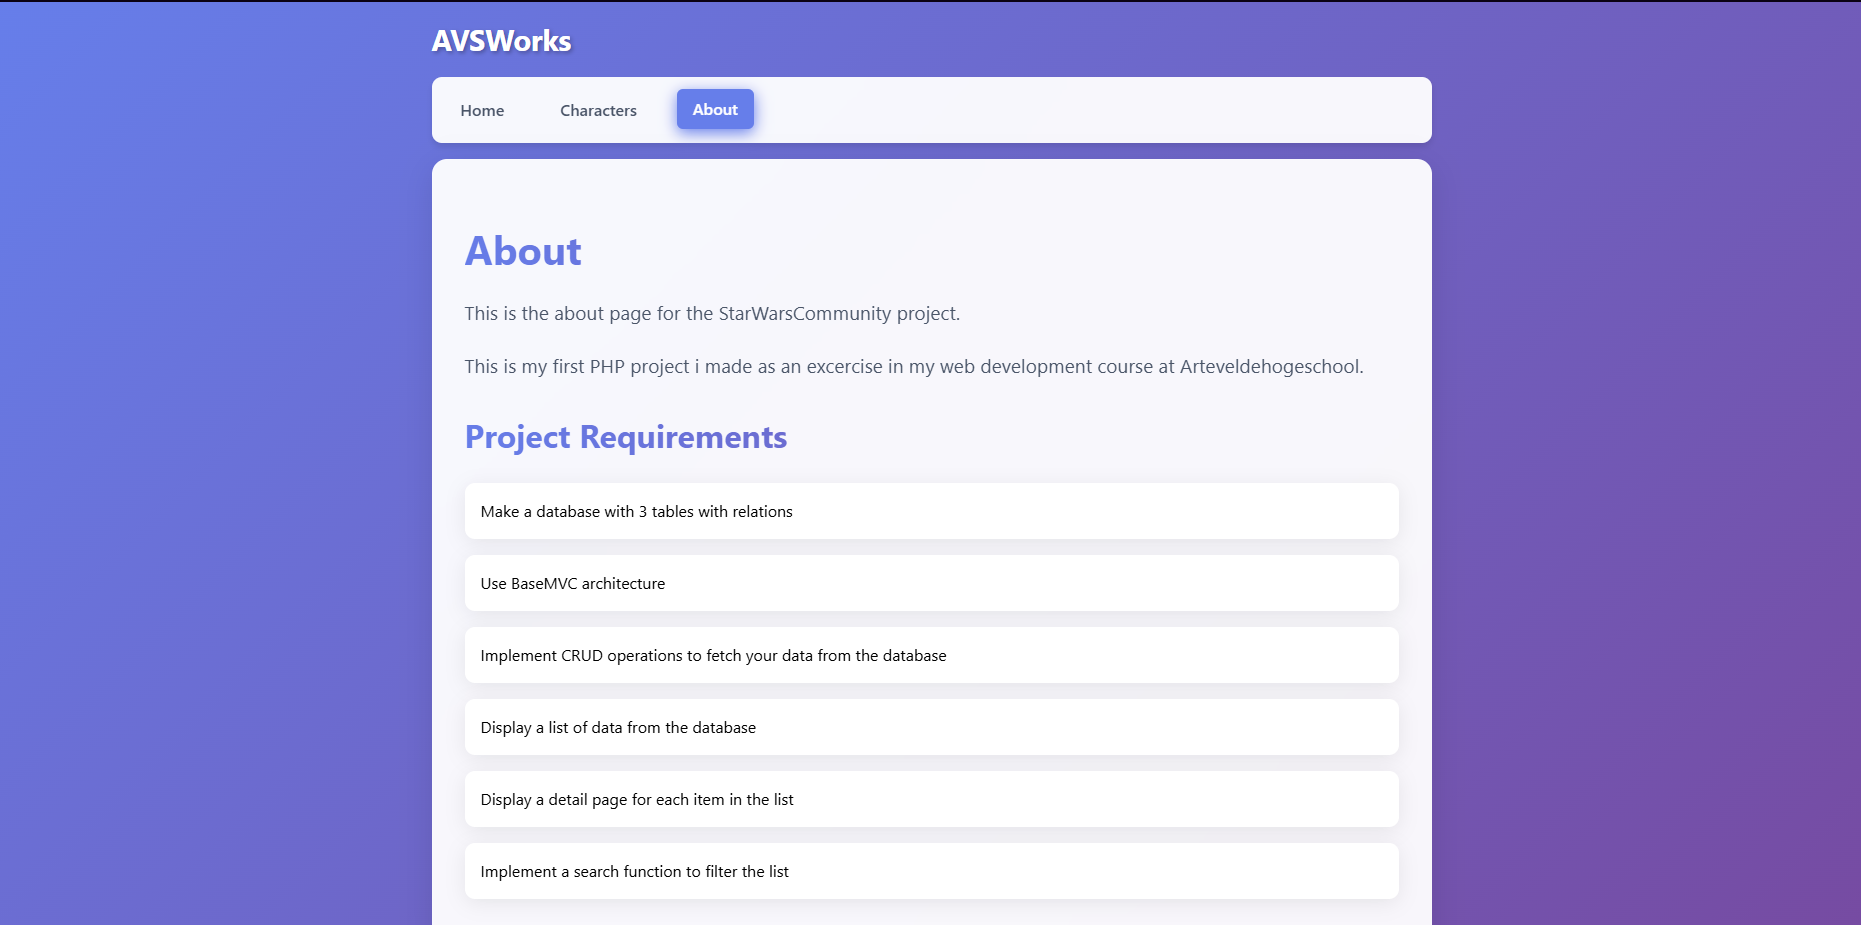 AVSWorks
Home Characters About
About
This is the about page for the StarWarsCommunity project.
This is my first PHP project i made as an excercise in my web development course at Arteveldehogeschool.
Project Requirements
Make a database with 3 tables with relations
Use BaseMVC architecture
Implement CRUD operations to fetch your data from the database
Display a list of data from the database
Display a detail page for each item in the list
Implement a search function to filter the list